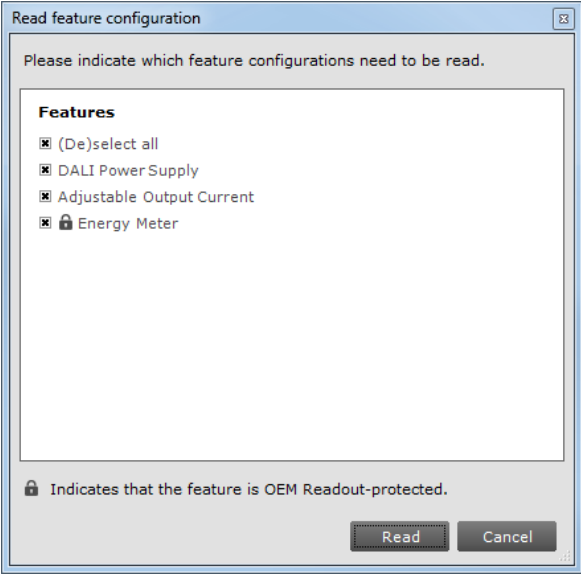 Read feature configuration
Please indicate which feature configurations need to be read.
Features
(De)select all
DALI Power Supply
Adjustable Output Current
Energy Meter
Indicates that the feature is OEM Readout-protected.
Read Cancel